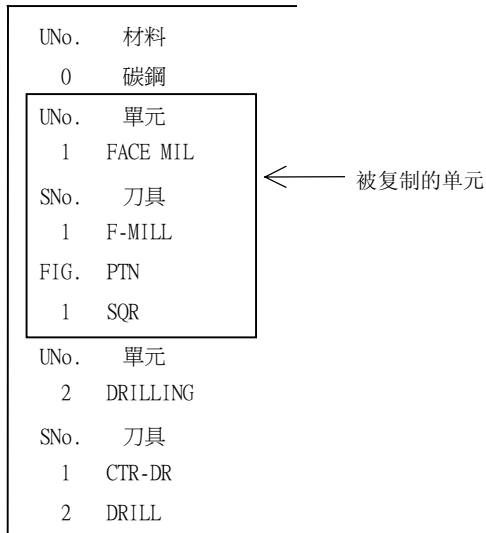 UNo. 材料
0 碳鋼
UNo. 單元
1 FACE MIL
被复制的单元
SNo. 刀具
1 F-MILL
FIG. PTN
1 SQR
UNo. 單元
2 DRILLING
SNo. 刀具
1 CTR-DR
2 DRILL